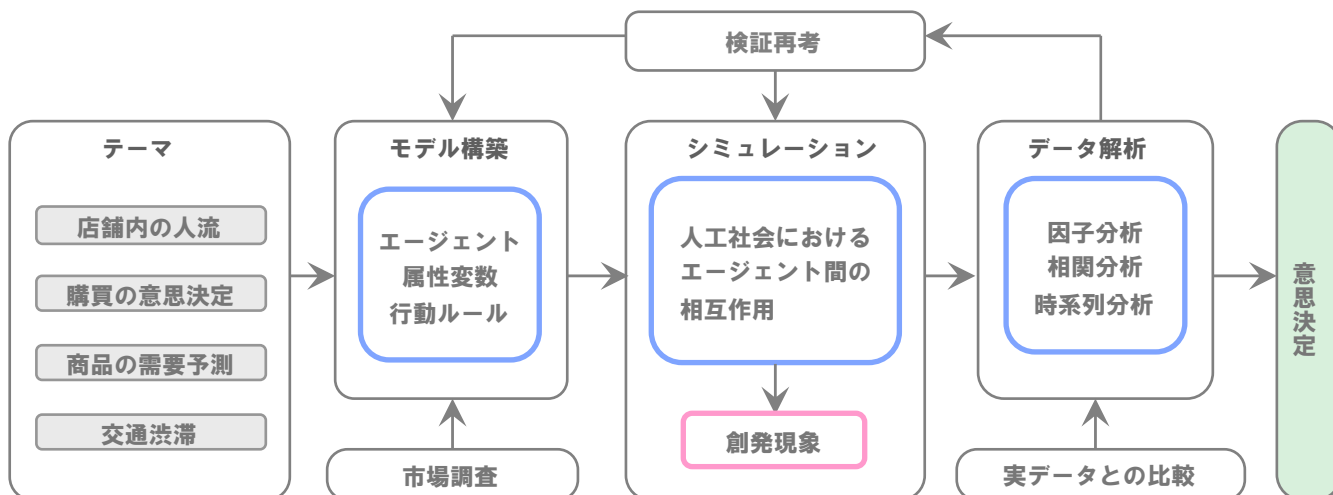 検証再考
テーマ
店舗内の人流
購買の意思決定
商品の需要予測
交通渋滞
モデル構築
エージェント
属性変数
行動ルール
市場調査
シミュレーション
人工社会における
エージェント間の
相互作用
創発現象
データ解析
因子分析
相関分析
時系列分析
実データとの比較
意思決定